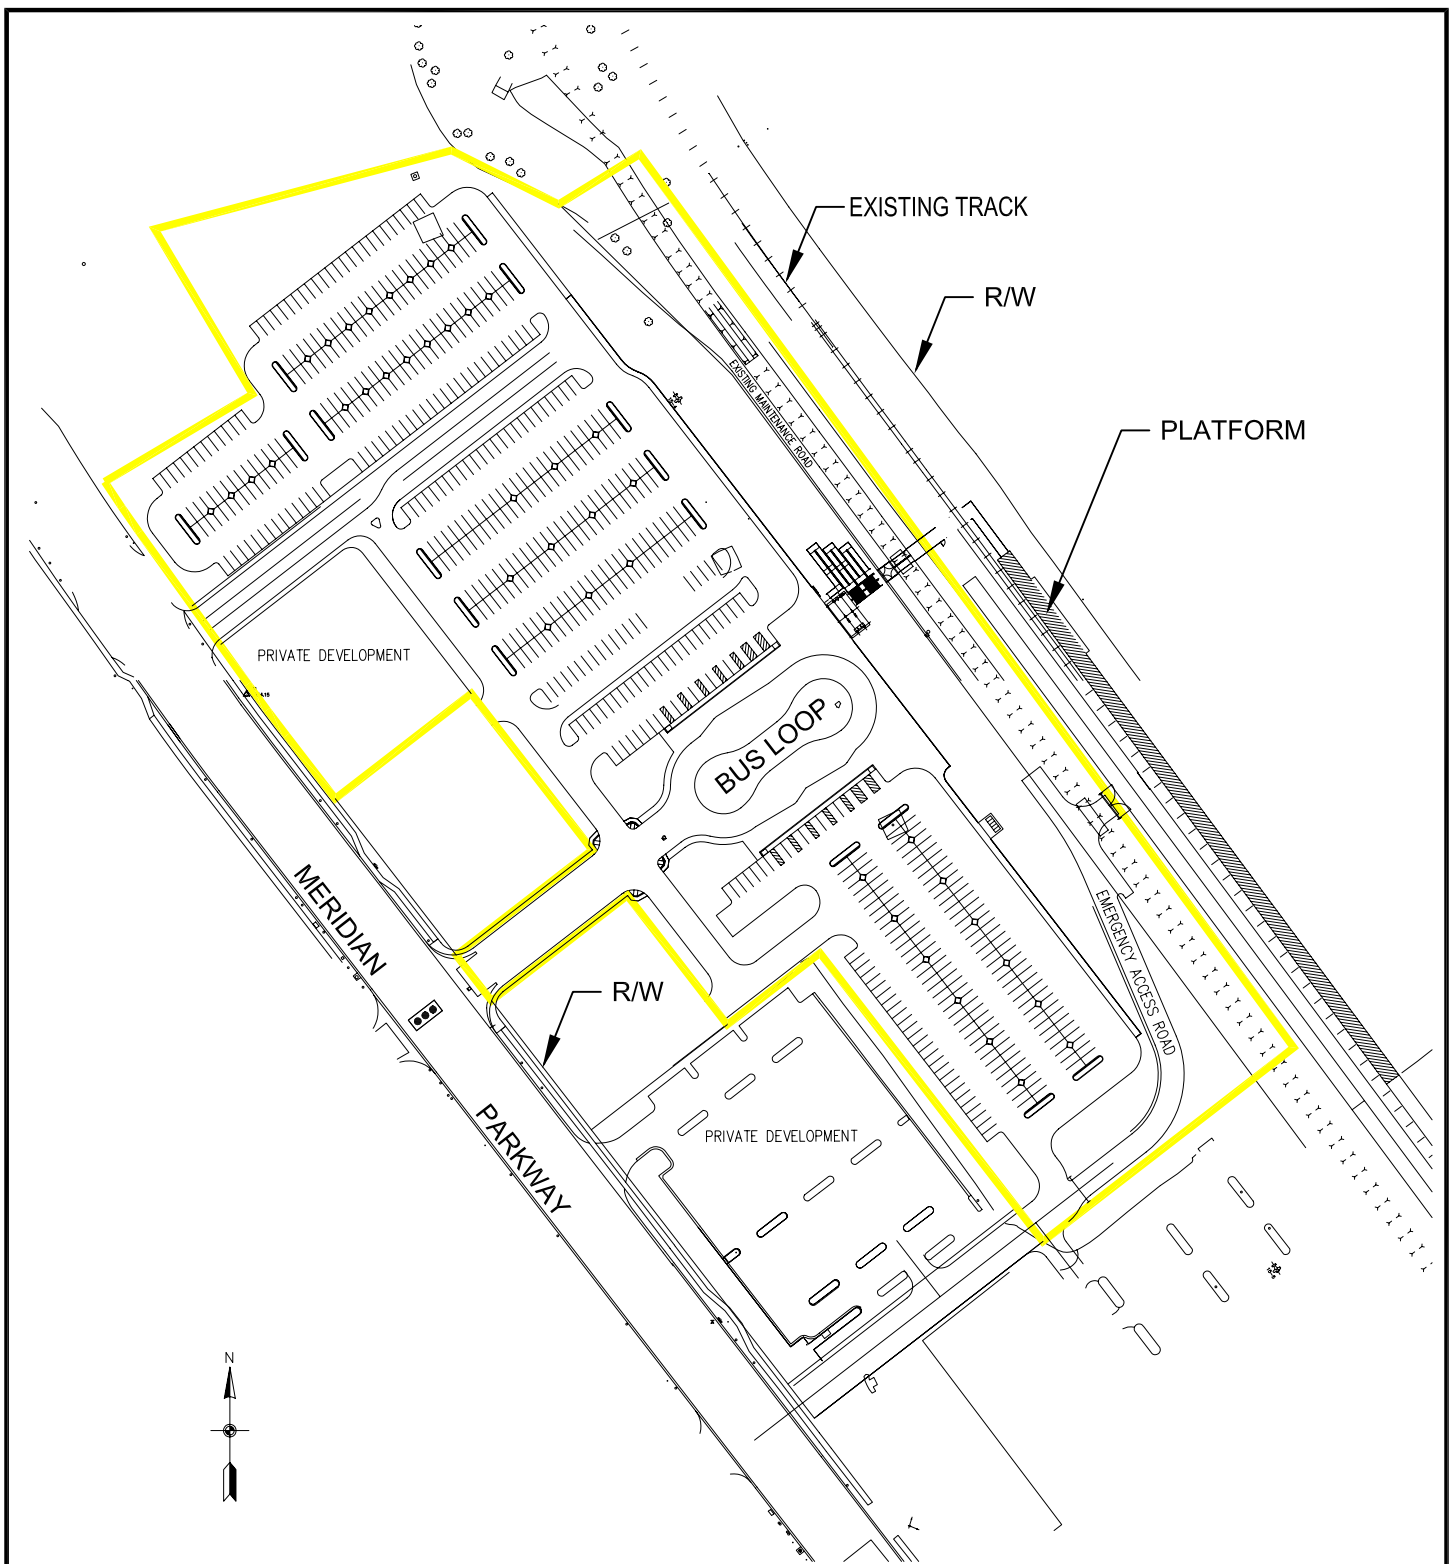 EXISTING TRACK
R/W
EXISTING MAINTENANCE ROAD
PLATFORM
PRIVATE DEVELOPMENT
BUS LOOP
MERIDIAN
PARKWAY
R/W
EMERGENCY ACCESS ROAD
PRIVATE DEVELOPMENT
N